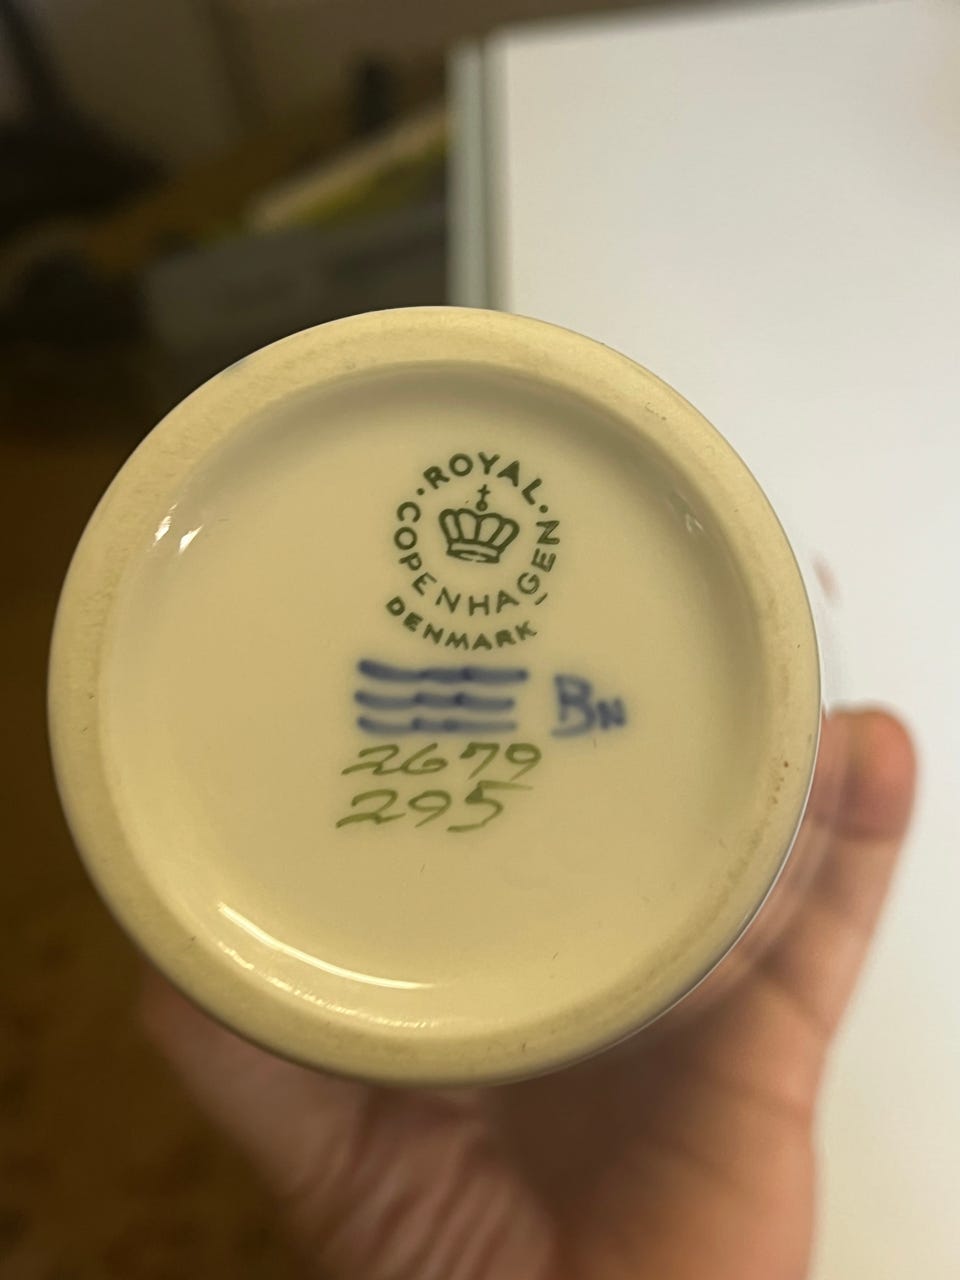 ROYAL
COPENHAGEN
DENMARK
BN
2679
295